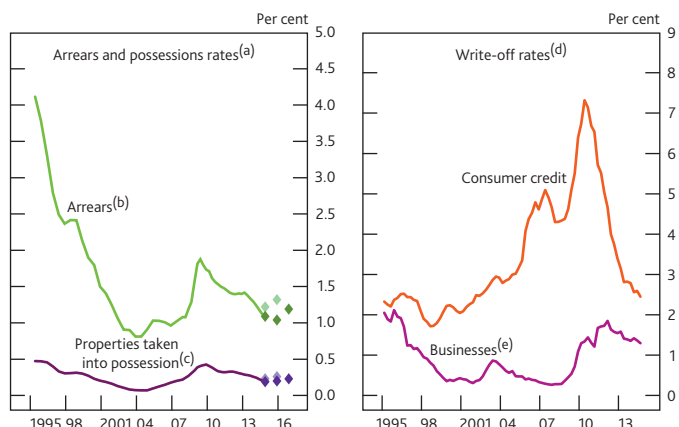 Per cent
Arrears and possessions rates(a)
5.0
4.5
4.0
3.5
3.0
2.5
2.0
1.5
1.0
0.5
0.0
Arrears(b)
Properties taken
into possession(c)
1995 98 2001 04 07 10 13 16
Per cent
Write-off rates(d)
9
8
7
6
5
4
3
2
1
0
Consumer credit
Businesses(e)
1995 98 2001 04 07 10 13